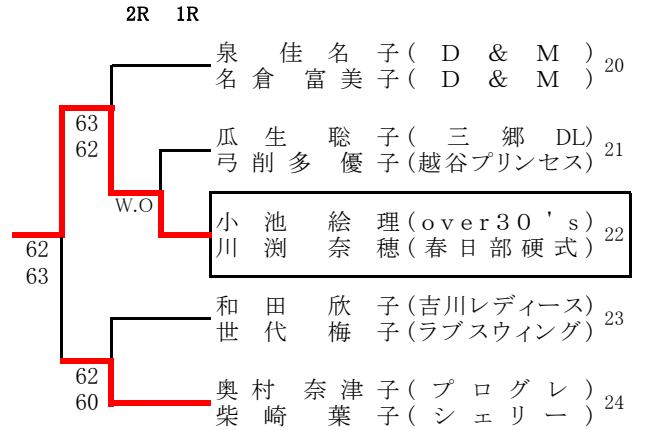 2R 1R
泉 佳名子(D&M) 20
名倉富美子(D&M)
63
62
瓜生聡子(三郷DL) 21
弓削多優子(越谷プリンセス)
W.O
小池絵理(over30's) 22
川渕奈穂(春日部硬式)
62
63
和田欣子(吉川レディース) 23
世代梅子(ラブスウィング)
62
60
奥村奈津子(プログレ) 24
柴崎葉子(シェリー)